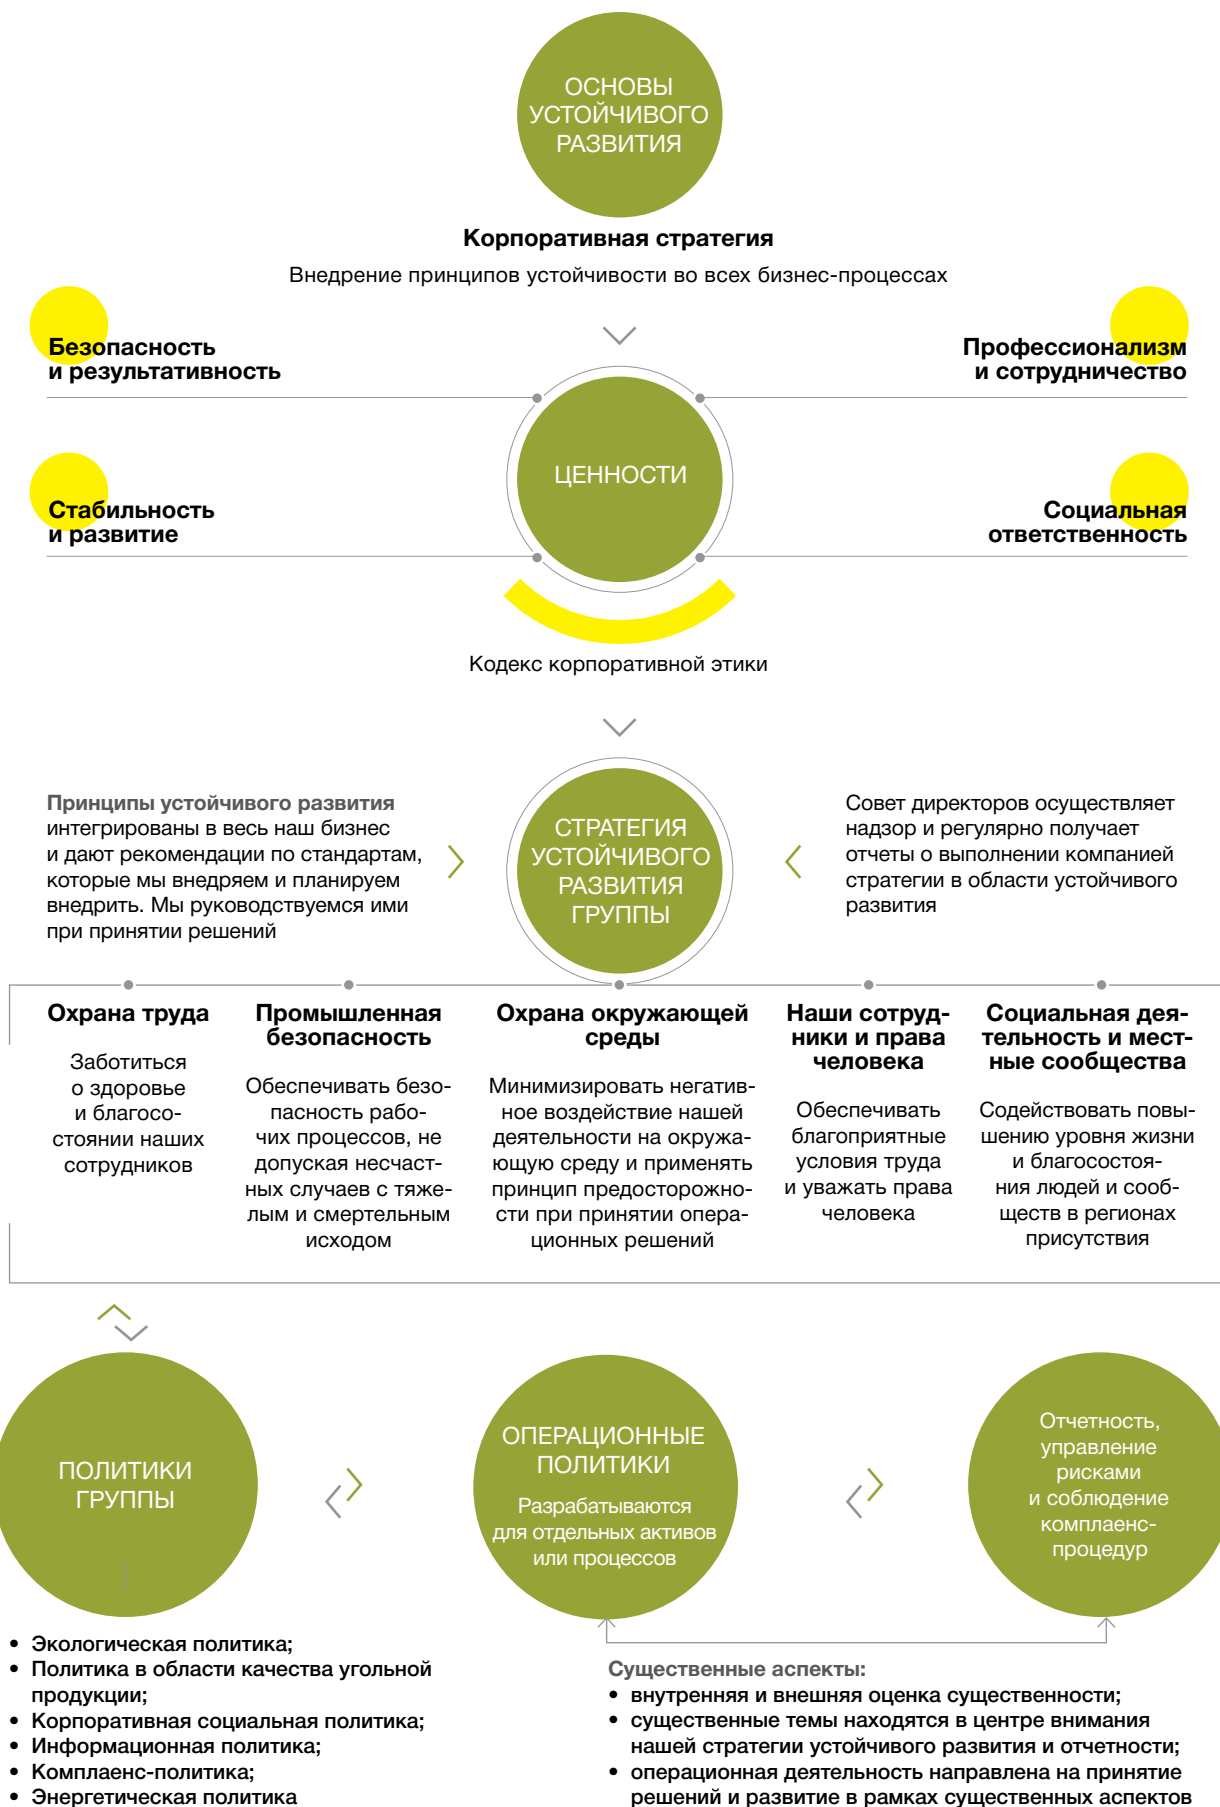 ОСНОВЫ
УСТОЙЧИВОГО
РАЗВИТИЯ
Корпоративная стратегия
Внедрение принципов устойчивости во всех бизнес-процессах
Безопасность
и результативность
Профессионализм
и сотрудничество
ЦЕННОСТИ
Стабильность
и развитие
Социальная
ответственность
Кодекс корпоративной этики
Принципы устойчивого развития
интегрированы в весь наш бизнес
и дают рекомендации по стандартам,
которые мы внедряем и планируем
внедрить. Мы руководствуемся ими
при принятии решений
СТРАТЕГИЯ
УСТОЙЧИВОГО
РАЗВИТИЯ
ГРУППЫ
Совет директоров осуществляет
надзор и регулярно получает
отчеты о выполнении компанией
стратегии в области устойчивого
развития
Охрана труда
Заботиться
о здоровье
и благосо-
стоянии наших
сотрудников
Промышленная
безопасность
Обеспечивать безо-
пасность рабо-
чих процессов, не
допуская несчаст-
ных случаев с тяже-
лым и смертельным
исходом
Охрана окружающей
среды
Минимизировать негатив-
ное воздействие нашей
деятельности на окружа-
ющую среду и применять
принцип предосторожно-
сти при принятии опера-
ционных решений
Наши сотруд-
ники и права
человека
Обеспечивать
благоприятные
условия труда
и уважать права
человека
Социальная дея-
тельность и мест-
ные сообщества
Содействовать повы-
шению уровня жизни
и благосостоя-
ния людей и сооб-
ществ в регионах
присутствия
ПОЛИТИКИ
ГРУППЫ
ОПЕРАЦИОННЫЕ
ПОЛИТИКИ
Разрабатываются
для отдельных активов
или процессов
Отчетность,
управление
рисками
и соблюдение
комплаенс-
процедур
• Экологическая политика;
• Политика в области качества угольной
продукции;
• Корпоративная социальная политика;
• Информационная политика;
• Комплаенс-политика;
• Энергетическая политика
Существенные аспекты:
• внутренняя и внешняя оценка существенности;
• существенные темы находятся в центре внимания
нашей стратегии устойчивого развития и отчетности;
• операционная деятельность направлена на принятие
решений и развитие в рамках существенных аспектов